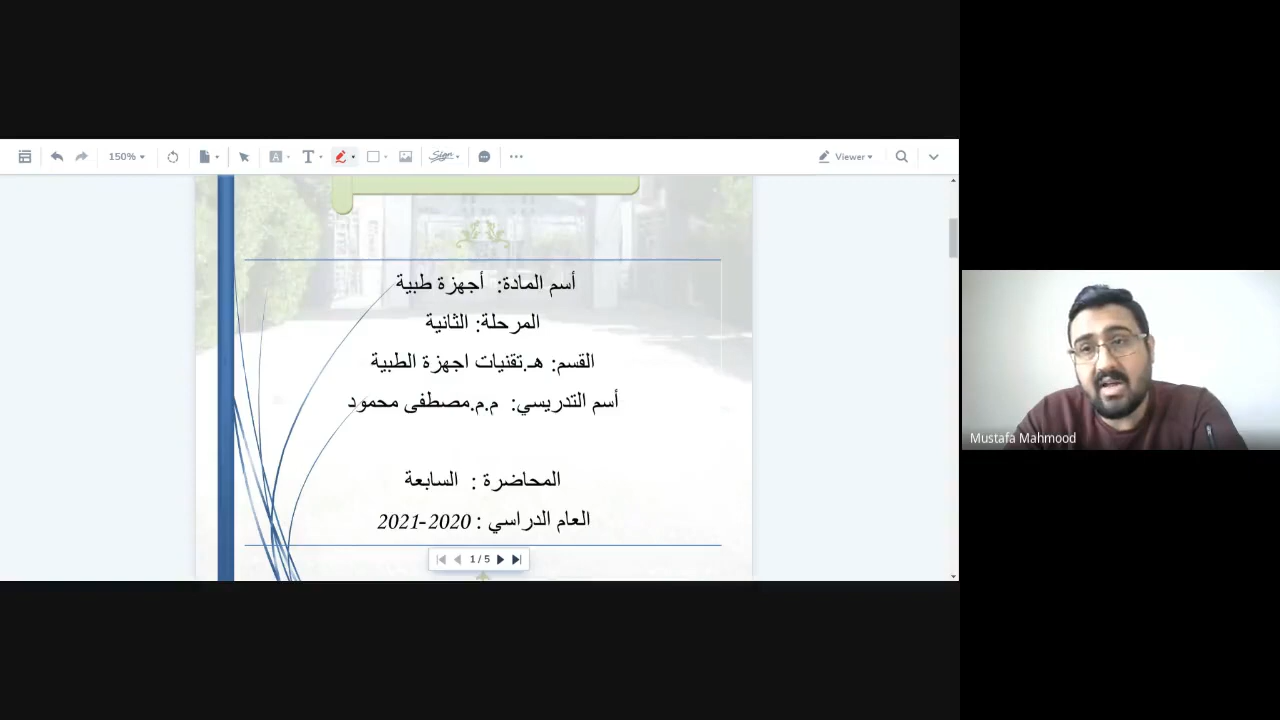 150%
A
T
Sign
Viewer
أسم المادة: أجهزة طبية
المرحلة: الثانية
القسم: هـ.تقنيات اجهزة الطبية
أسم التدريسي: م.م.مصطفى محمود
المحاضرة : السابعة
العام الدراسي : 2020-2021
1 / 5
Mustafa Mahmood